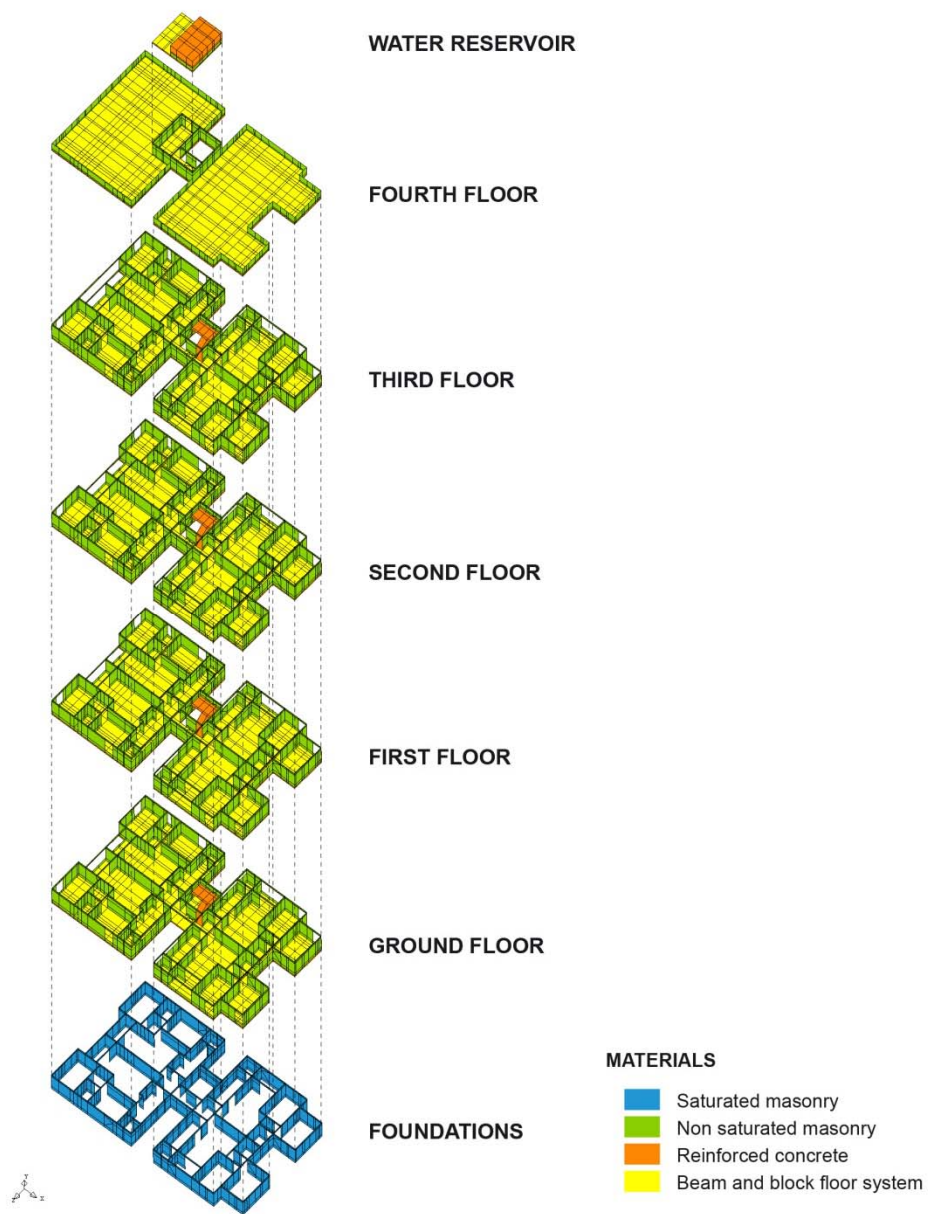 WATER RESERVOIR
FOURTH FLOOR
THIRD FLOOR
SECOND FLOOR
FIRST FLOOR
GROUND FLOOR
FOUNDATIONS
MATERIALS
Saturated masonry
Non saturated masonry
Reinforced concrete
Beam and block floor system
Y
Z
X